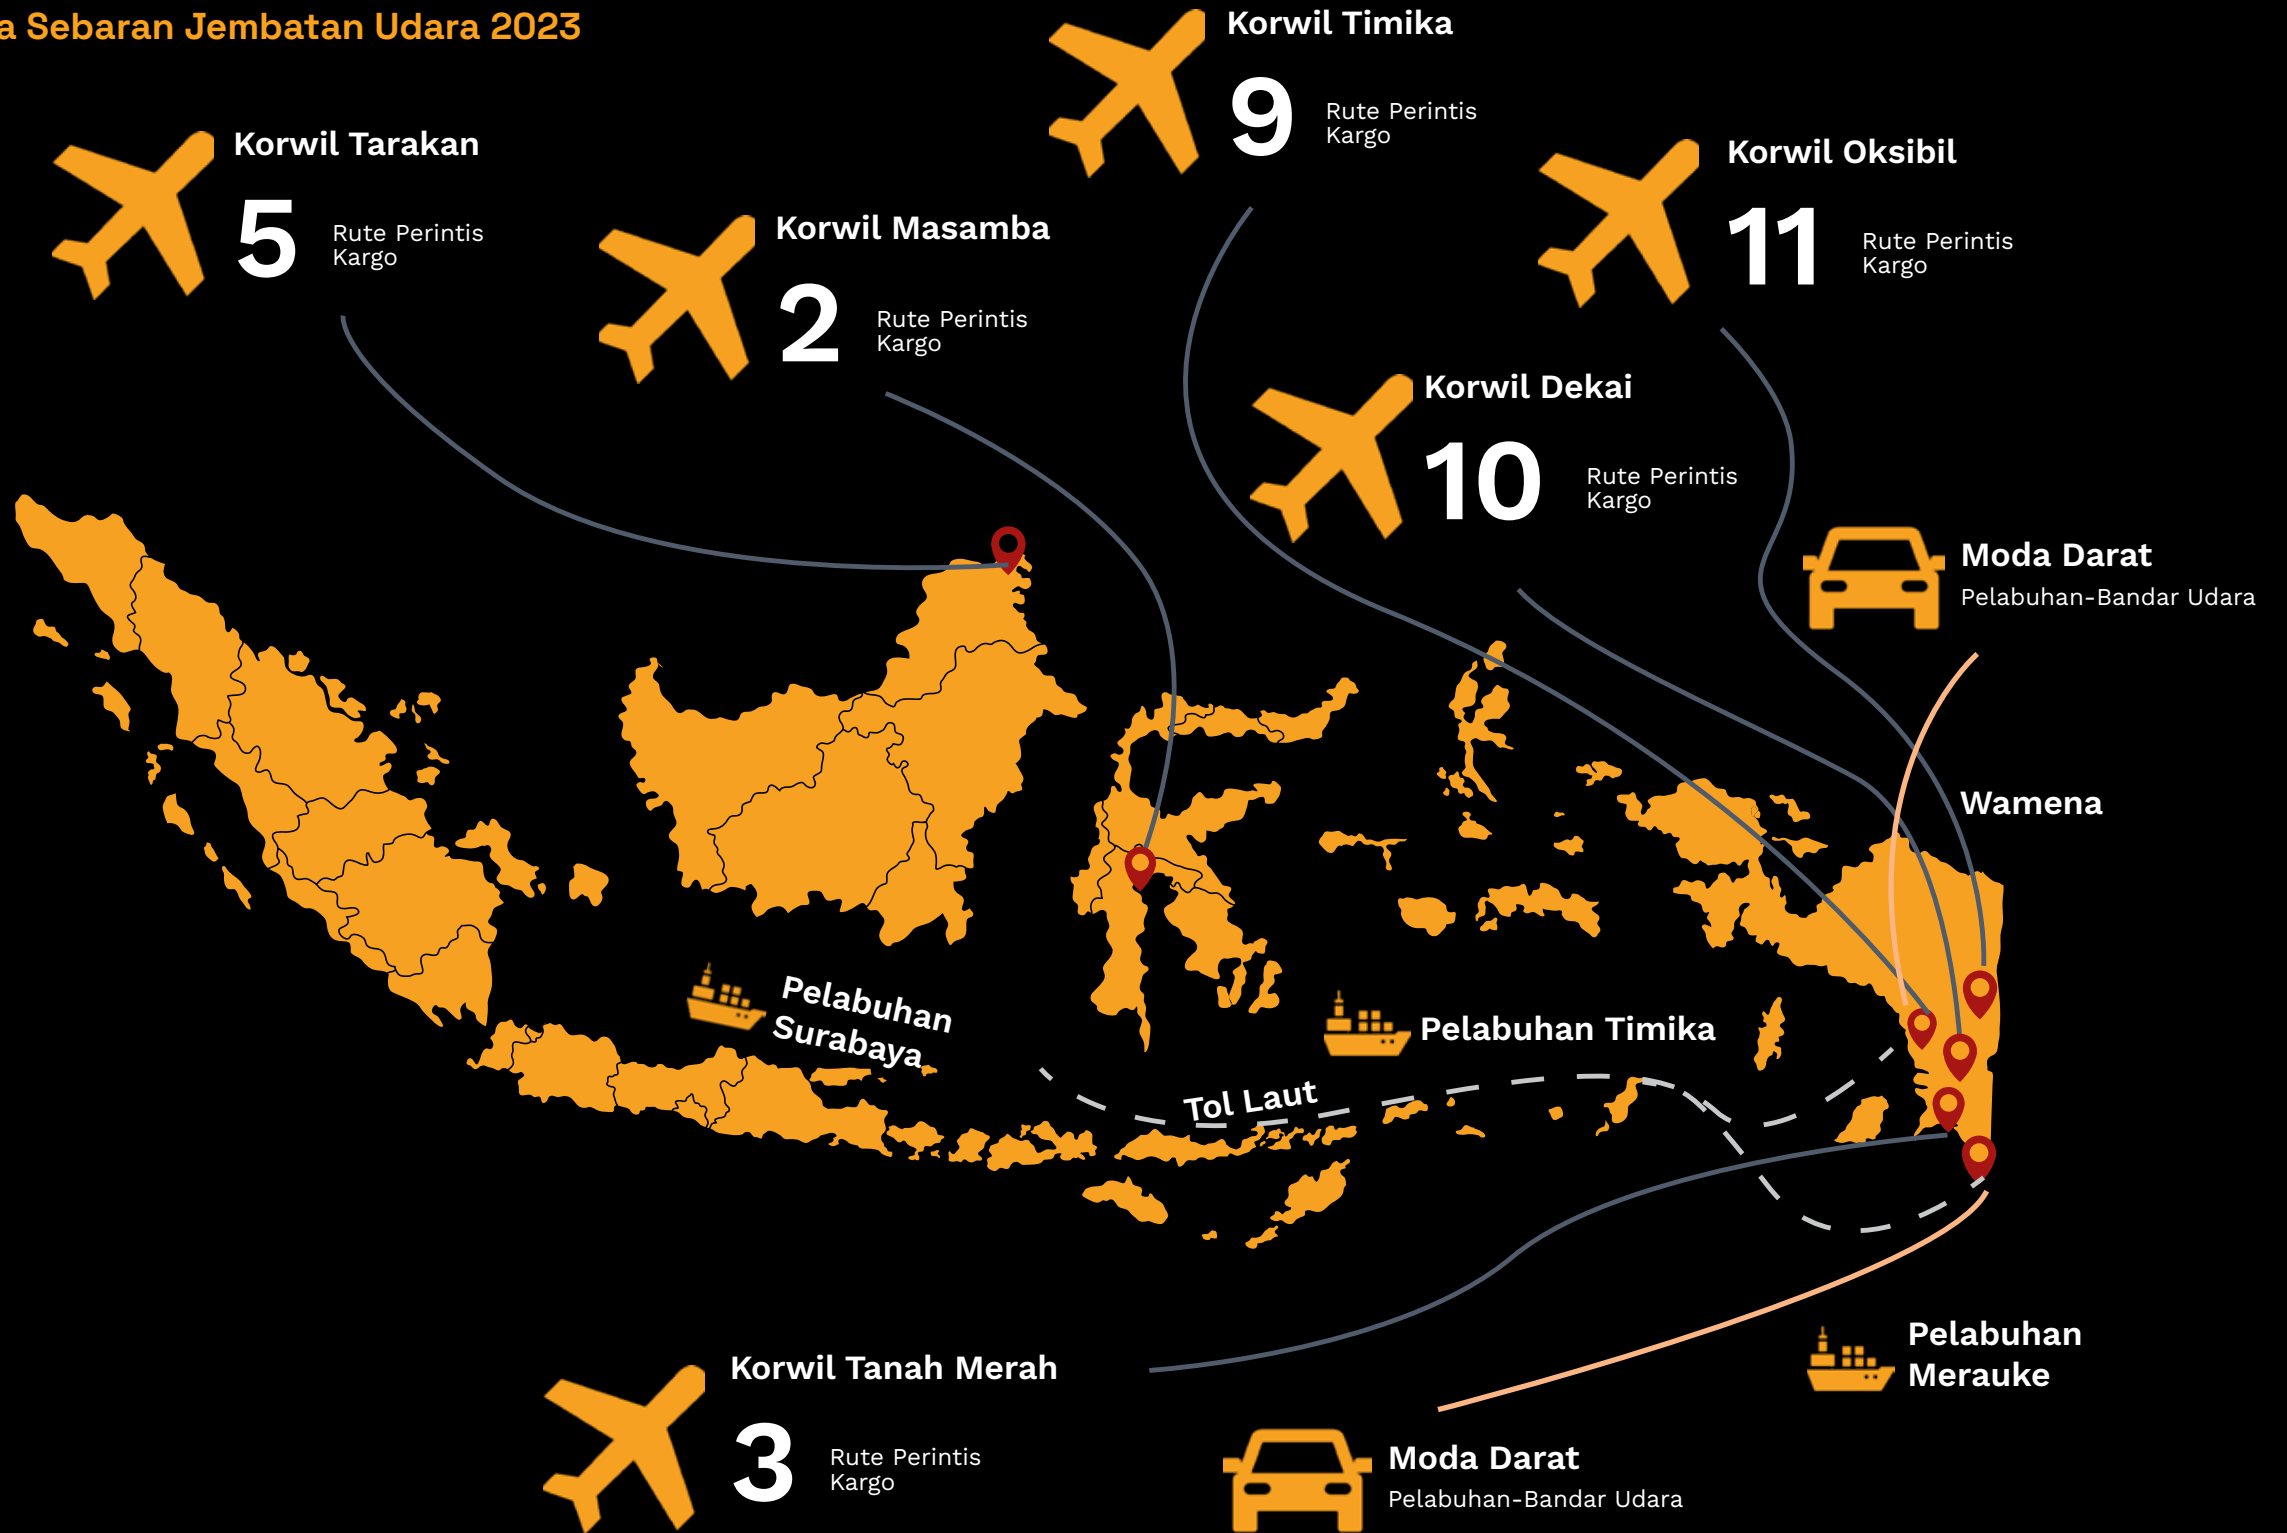 a Sebaran Jembatan Udara 2023
Korwil Timika
9
Rute Perintis
Kargo
Korwil Tarakan
5
Rute Perintis
Kargo
Korwil Oksibil
11
Rute Perintis
Kargo
Korwil Masamba
2
Rute Perintis
Kargo
Korwil Dekai
10
Rute Perintis
Kargo
Moda Darat
Pelabuhan-Bandar Udara
Wamena
Pelabuhan
Surabaya
Pelabuhan Timika
Tol Laut
Pelabuhan
Merauke
Korwil Tanah Merah
3
Rute Perintis
Kargo
Moda Darat
Pelabuhan-Bandar Udara